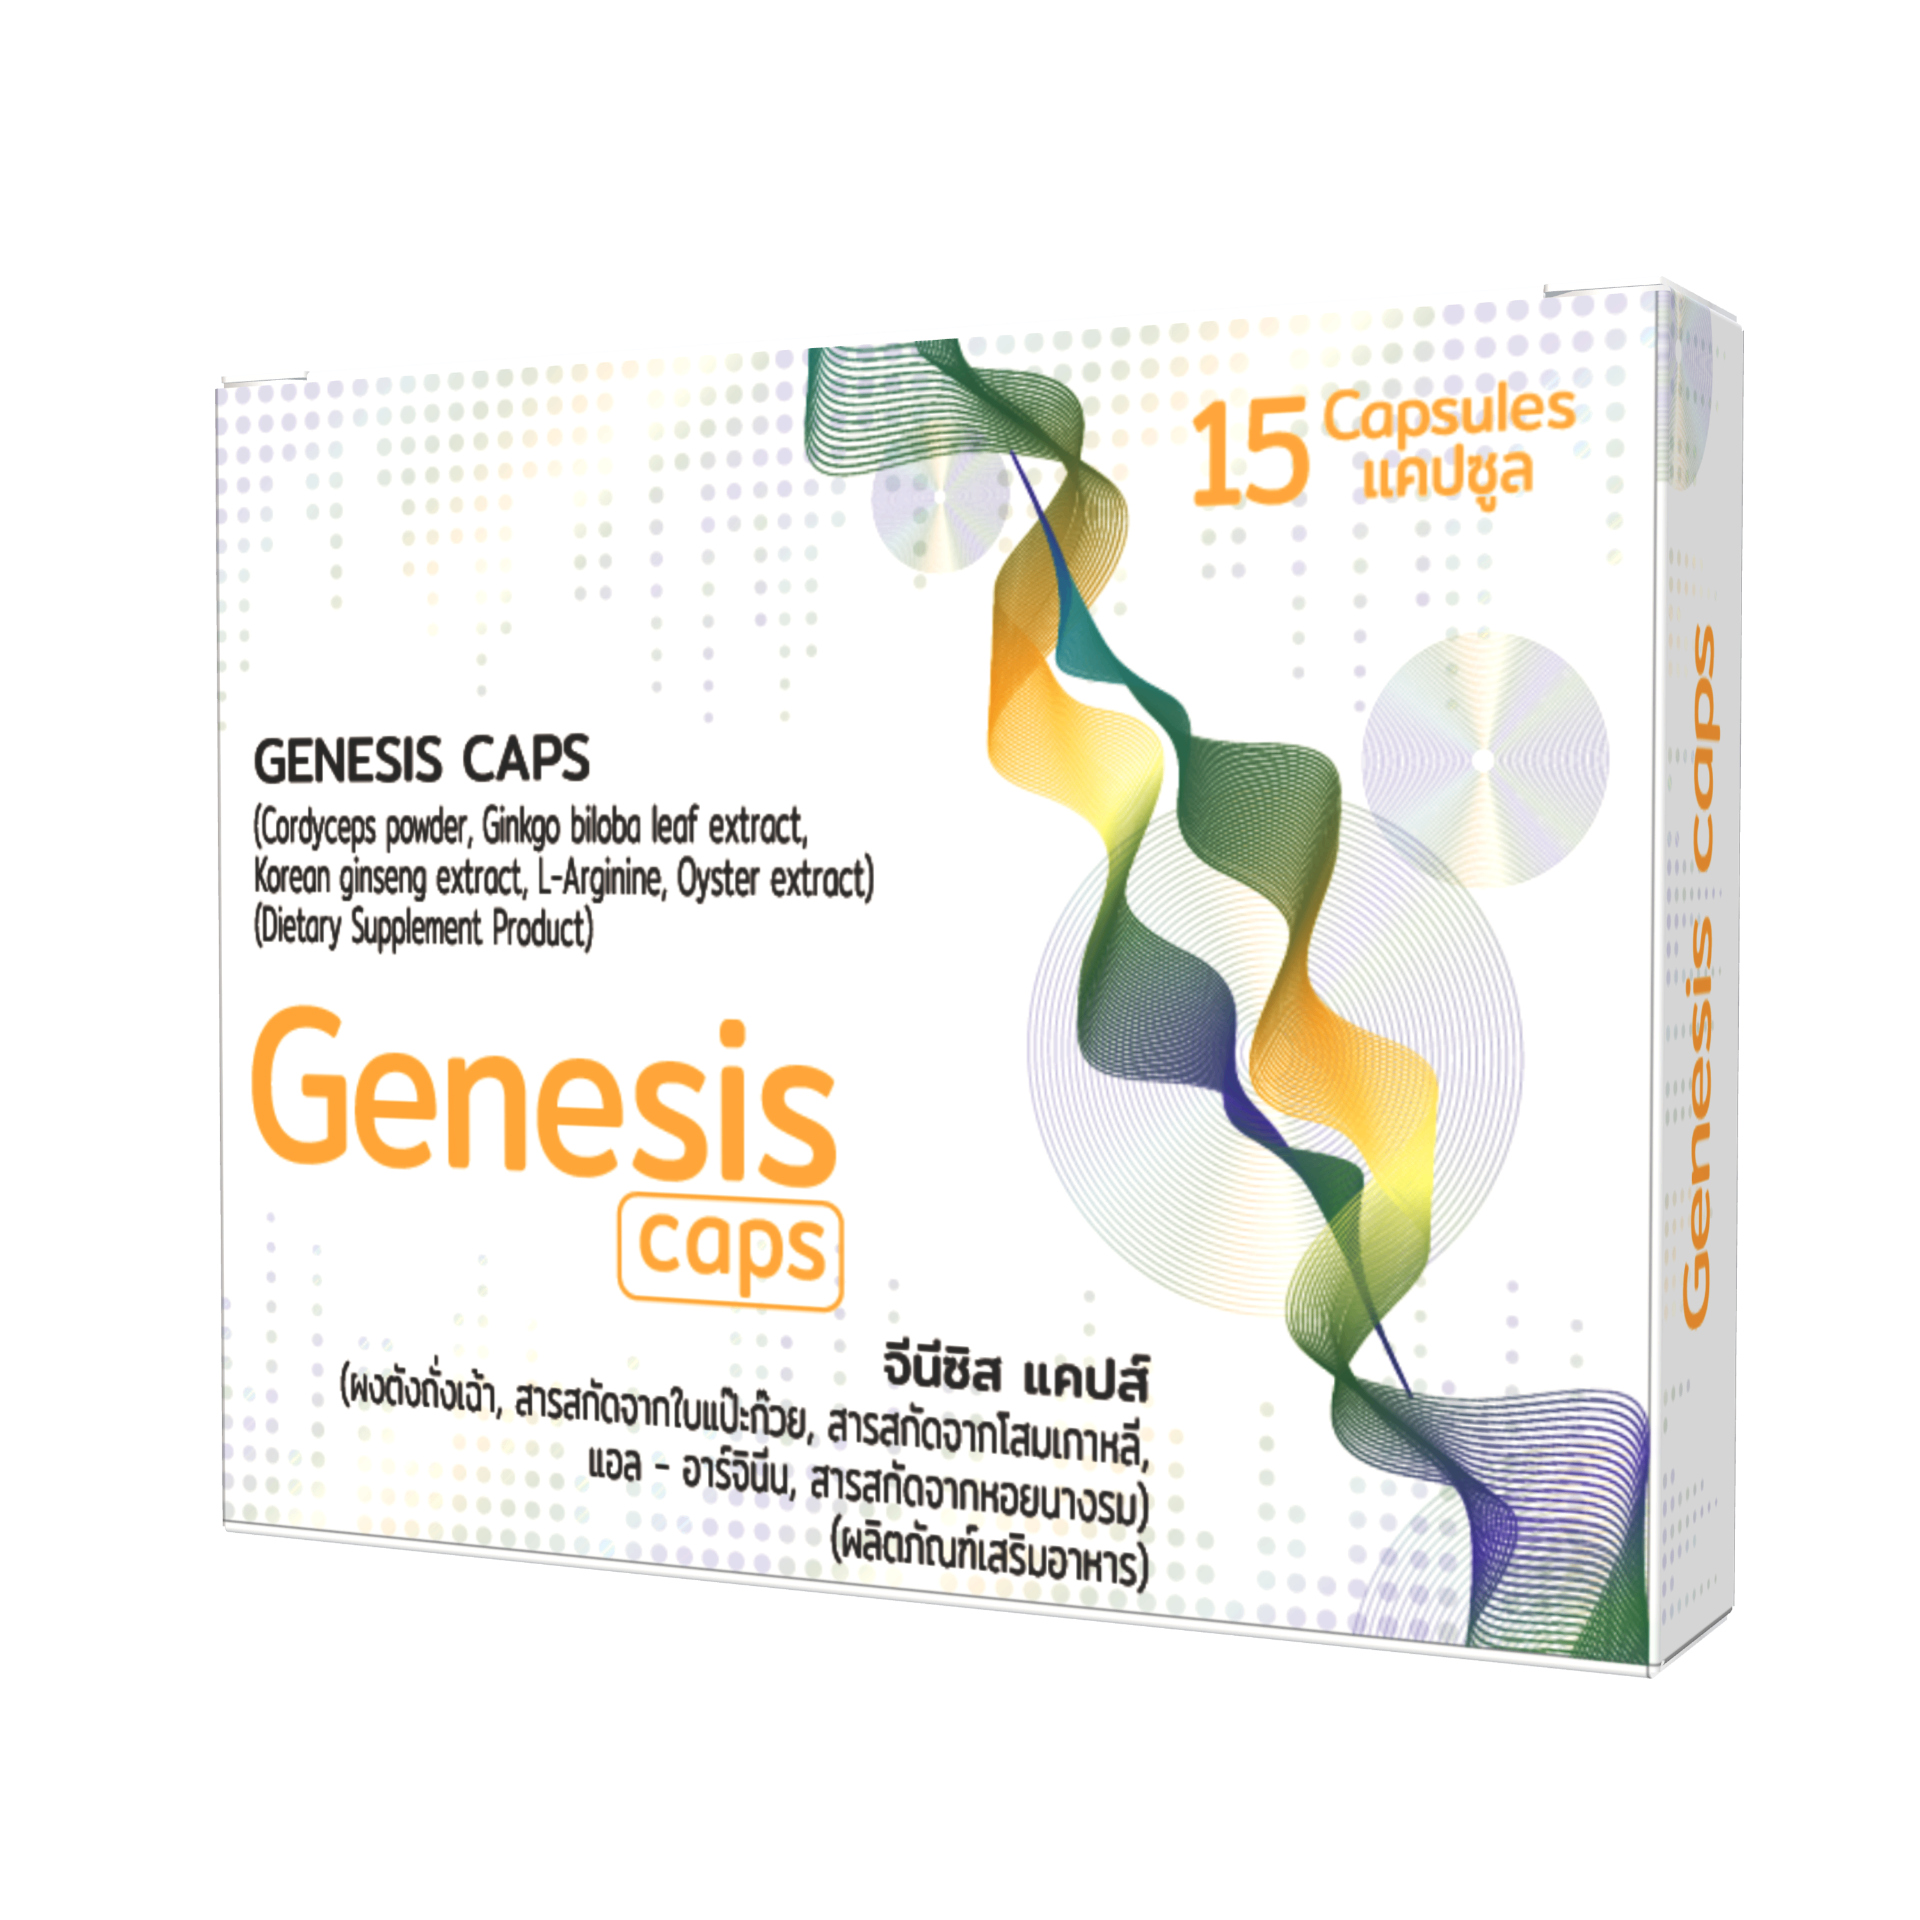 15 Capsules
แคปซูล
GENESIS CAPS
(Cordyceps powder, Ginkgo biloba leaf extract,
Korean ginseng extract, L-Arginine, Oyster extract)
(Dietary Supplement Product)
Genesis
caps
จีนีซิส แคปส์
(ผงตังถั่งเฉ้า, สารสกัดจากใบแป๊ะก๊วย, สารสกัดจากโสมเกาหลี,
แอล - อาร์จินีน, สารสกัดจากหอยนางรม)
(ผลิตภัณฑ์เสริมอาหาร)
Genesis caps